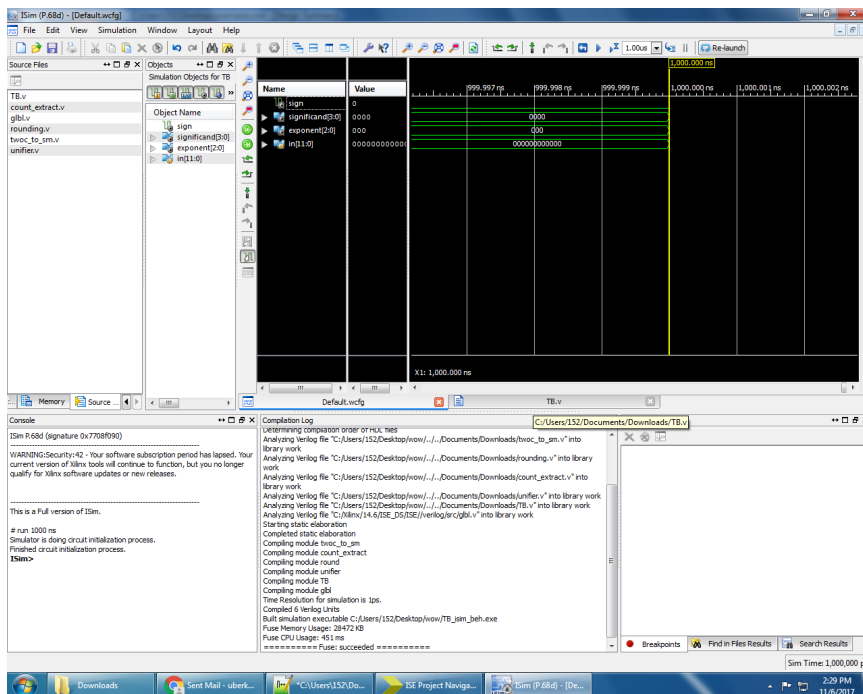 ISim (P.68d) - [Default.wcfg]
File Edit View Simulation Window Layout Help
1.00us
Re-launch
Source Files
TB.v
count_extract.v
glbl.v
rounding.v
twoc_to_sm.v
unifier.v
Objects
Simulation Objects for TB
Object Name
sign
significand[3:0]
exponent[2:0]
in[11:0]
Name Value
sign 0
significand[3:0] 0000
exponent[2:0] 000
in[11:0] 000000000000
1,000.000 ns
999.997 ns 999.998 ns 999.999 ns 1,000.000 ns 1,000.001 ns 1,000.002 ns
0000
000
000000000000
X1: 1,000.000 ns
Memory Source ...
Default.wcfg TB.v
C:/Users/152/Documents/Downloads/TB.v
Console
ISim P.68d (signature 0x7708f090)
WARNING:Security:42 - Your software subscription period has lapsed. Your
current version of Xilinx tools will continue to function, but you no longer
qualify for Xilinx software updates or new releases.
This is a Full version of ISim.
# run 1000 ns
Simulator is doing circuit initialization process.
Finished circuit initialization process.
ISim>
Compilation Log
Determining compilation order of HDL files
Analyzing Verilog file "C:/Users/152/Desktop/wow/../../Documents/Downloads/twoc_to_sm.v" into
library work
Analyzing Verilog file "C:/Users/152/Desktop/wow/../../Documents/Downloads/rounding.v" into library
work
Analyzing Verilog file "C:/Users/152/Desktop/wow/../../Documents/Downloads/count_extract.v" into
library work
Analyzing Verilog file "C:/Users/152/Desktop/wow/../../Documents/Downloads/unifier.v" into library work
Analyzing Verilog file "C:/Users/152/Desktop/wow/../../Documents/Downloads/TB.v" into library work
Analyzing Verilog file "C:/Xilinx/14.6/ISE_DS/ISE//verilog/src/glbl.v" into library work
Starting static elaboration
Completed static elaboration
Compiling module twoc_to_sm
Compiling module count_extract
Compiling module round
Compiling module unifier
Compiling module TB
Compiling module glbl
Time Resolution for simulation is 1ps.
Compiled 6 Verilog Units
Built simulation executable C:/Users/152/Desktop/wow/TB_isim_beh.exe
Fuse Memory Usage: 28472 KB
Fuse CPU Usage: 451 ms
========== Fuse: succeeded ==========
Breakpoints Find in Files Results Search Results
Sim Time: 1,000,000 p
Downloads
Sent Mail - uberk...
*C:\Users\152\Do...
ISE Project Naviga...
ISim (P.68d) - [De...
2:29 PM